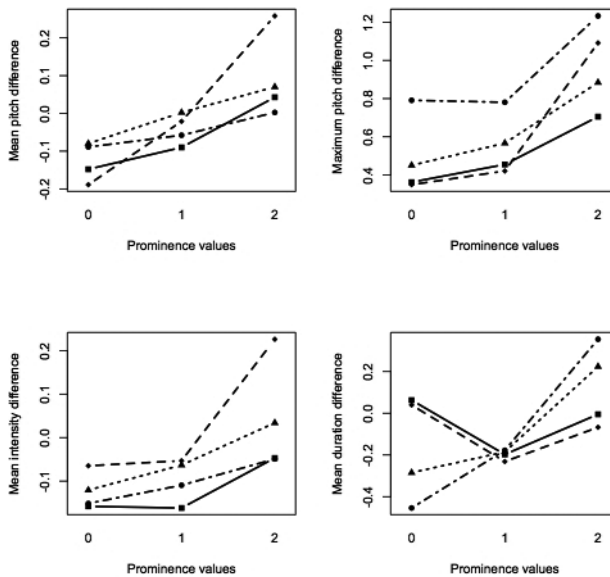 Mean pitch difference
0.2
0.1
0.0
-0.1
-0.2
0 1 2
Prominence values
Maximum pitch difference
1.2
1.0
0.8
0.6
0.4
0 1 2
Prominence values
Mean intensity difference
0.2
0.1
0.0
-0.1
0 1 2
Prominence values
Mean duration difference
0.2
0.0
-0.2
-0.4
0 1 2
Prominence values